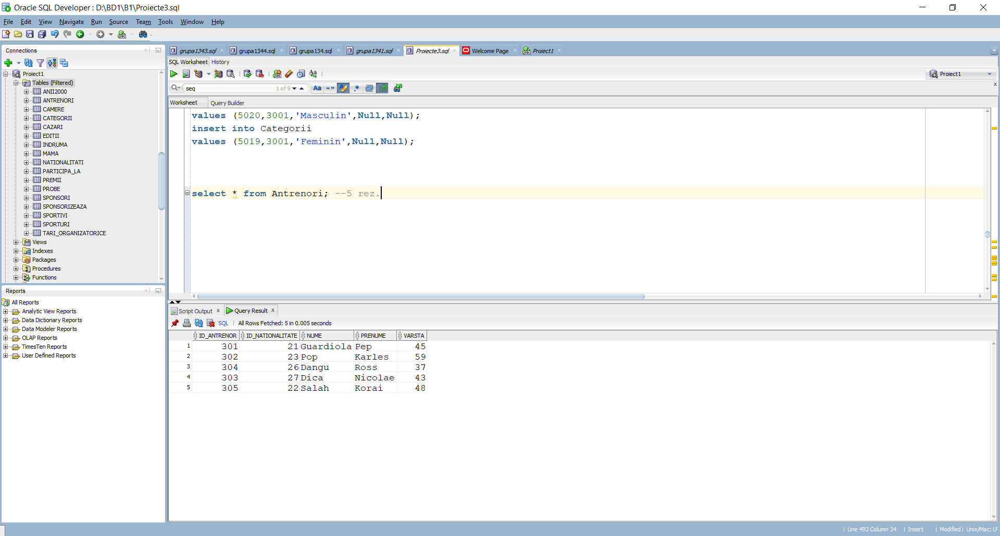 Oracle SQL Developer : D:\BD1\B1\Proiecte3.sql
File Edit View Navigate Run Source Team Tools Window Help
Connections
Proiect1
Tables (Filtered)
ANII2000
ANTRENORI
CAMERE
CATEGORII
CAZARI
EDITII
INDRUMA
MAMA
NATIONALITATI
PARTICIPA_LA
PREMII
PROBE
SPONSORI
SPONSORIZEAZA
SPORTIVI
SPORTURI
TARI_ORGANIZATORICE
Views
Indexes
Packages
Procedures
Functions
Reports
All Reports
Analytic View Reports
Data Dictionary Reports
Data Modeler Reports
OLAP Reports
TimesTen Reports
User Defined Reports
grupa1343.sql grupa1344.sql grupa134.sql grupa1341.sql Proiecte3.sql Welcome Page Proiect1
SQL Worksheet History
Proiect1
seq 1 of 9
Worksheet Query Builder
values (5020,3001,'Masculin',Null,Null);
insert into Categorii
values (5019,3001,'Feminin',Null,Null);
select * from Antrenori; --5 rez.
Script Output x Query Result x
SQL | All Rows Fetched: 5 in 0.005 seconds
ID_ANTRENOR ID_NATIONALITATE NUME PRENUME VARSTA
1 301 21 Guardiola Pep 45
2 302 23 Pop Karles 59
3 304 26 Dangu Ross 37
4 303 27 Dica Nicolae 43
5 305 22 Salah Korai 48
| Line 492 Column 34 | Insert | Modified | Unix/Mac: LF